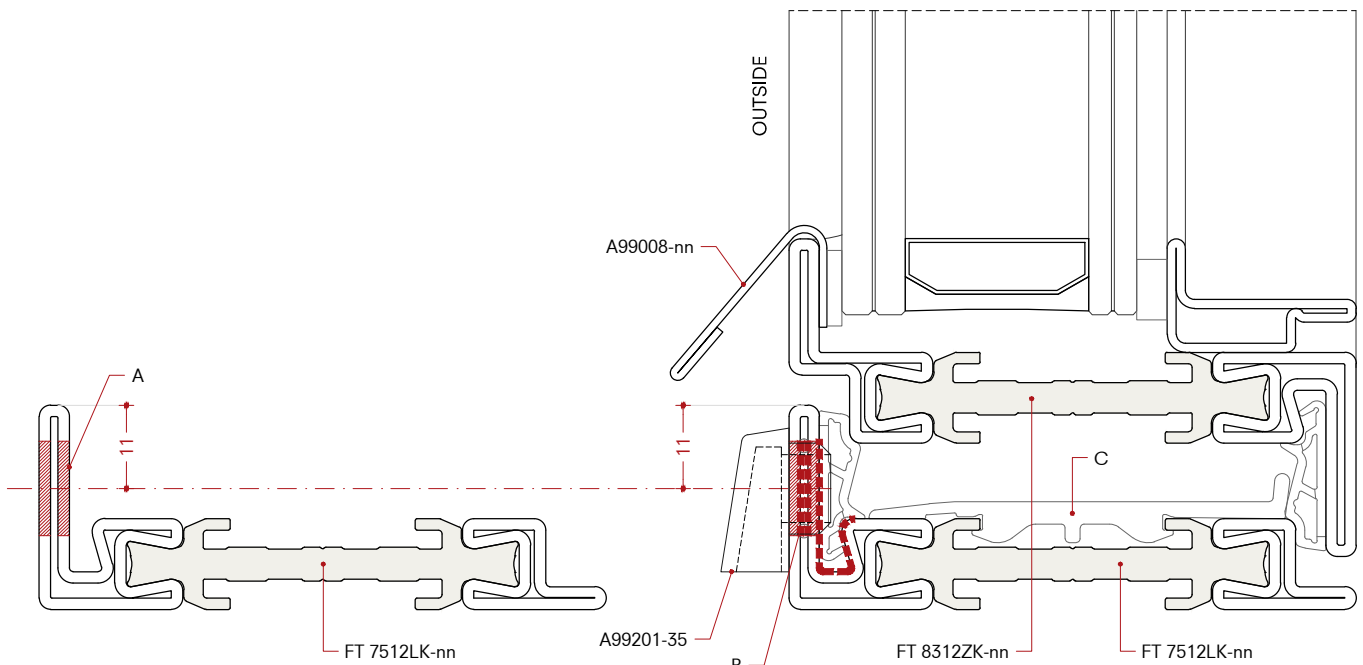 OUTSIDE
A99008-nn
A
11
11
C
A99201-35
FT 7512LK-nn
FT 8312ZK-nn
FT 7512LK-nn